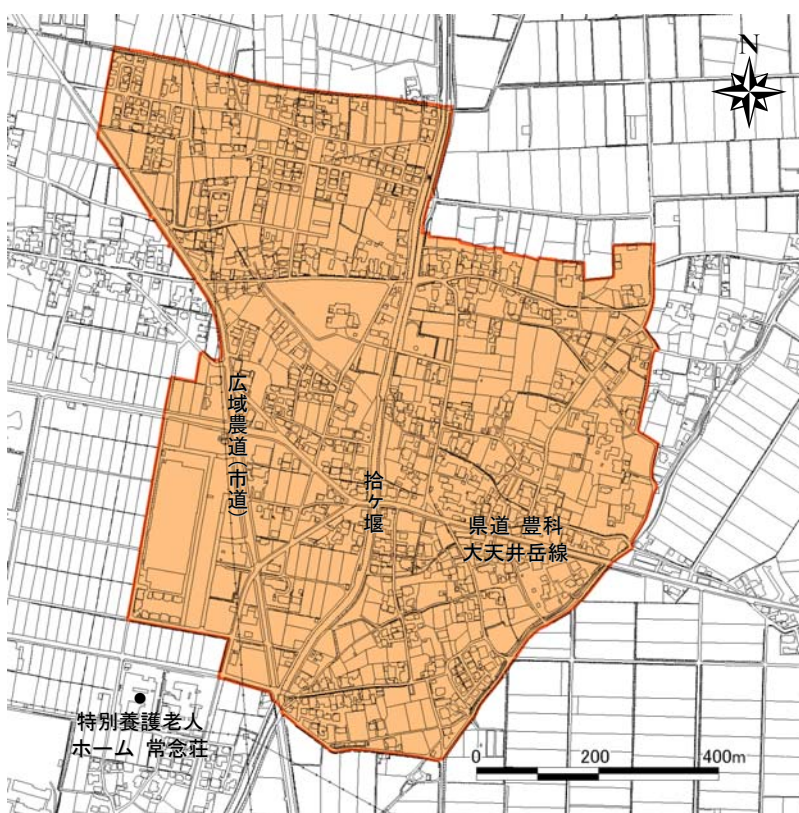 N
広域農道(市道)
拾ヶ堰
県道 豊科
大天井岳線
特別養護老人
ホーム 常念荘
0 200 400m